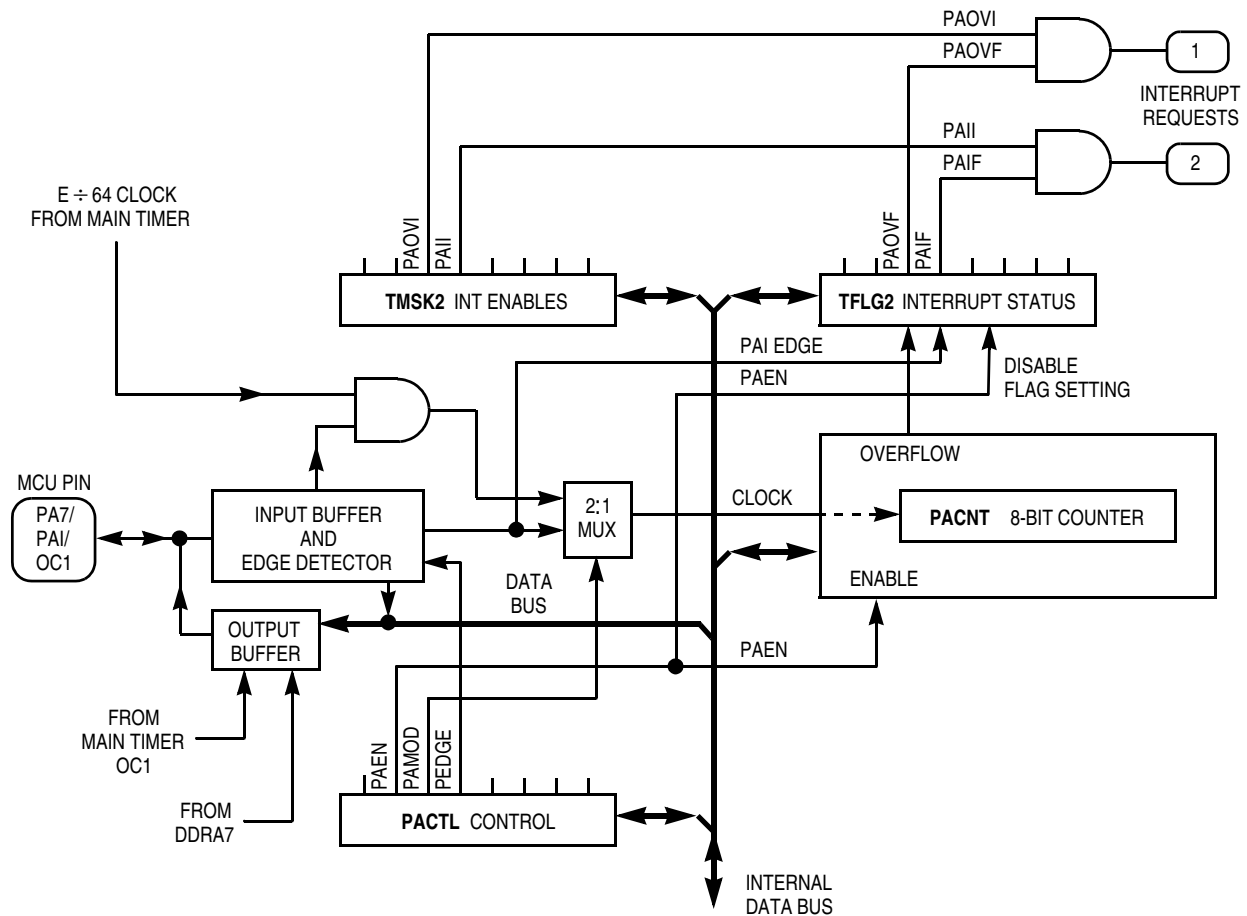 PAOVI
PAOVF
1
INTERRUPT
REQUESTS
PAII
PAIF
2
E ÷ 64 CLOCK
FROM MAIN TIMER
PAOVI
PAII
PAOVF
PAIF
TMSK2 INT ENABLES
TFLG2 INTERRUPT STATUS
PAI EDGE
PAEN
DISABLE
FLAG SETTING
OVERFLOW
MCU PIN
PA7/
PAI/
OC1
INPUT BUFFER
AND
EDGE DETECTOR
2:1
MUX
CLOCK
PACNT 8-BIT COUNTER
ENABLE
DATA
BUS
OUTPUT
BUFFER
PAEN
FROM
MAIN TIMER
OC1
PAEN
PAMOD
PEDGE
FROM
DDRA7
PACTL CONTROL
INTERNAL
DATA BUS